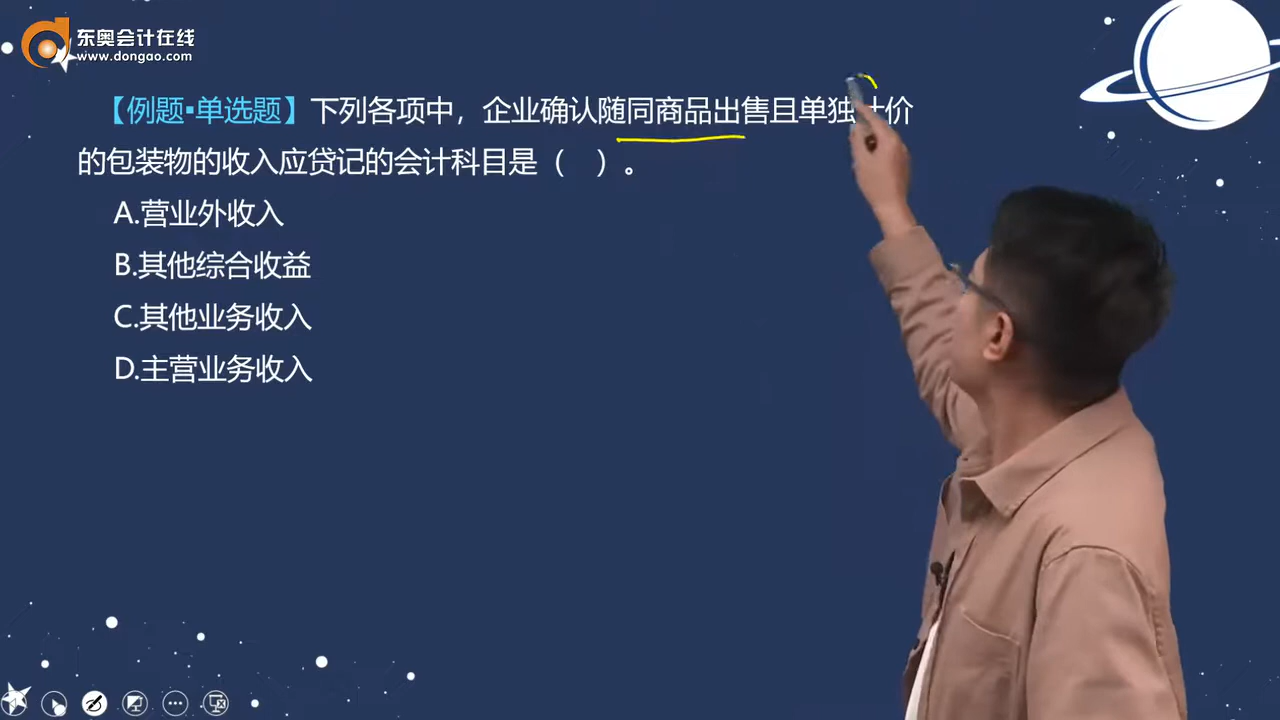 东奥会计在线
www.dongao.com
【例题·单选题】下列各项中，企业确认随同商品出售且单独计价
的包装物的收入应贷记的会计科目是（ ）。
A.营业外收入
B.其他综合收益
C.其他业务收入
D.主营业务收入